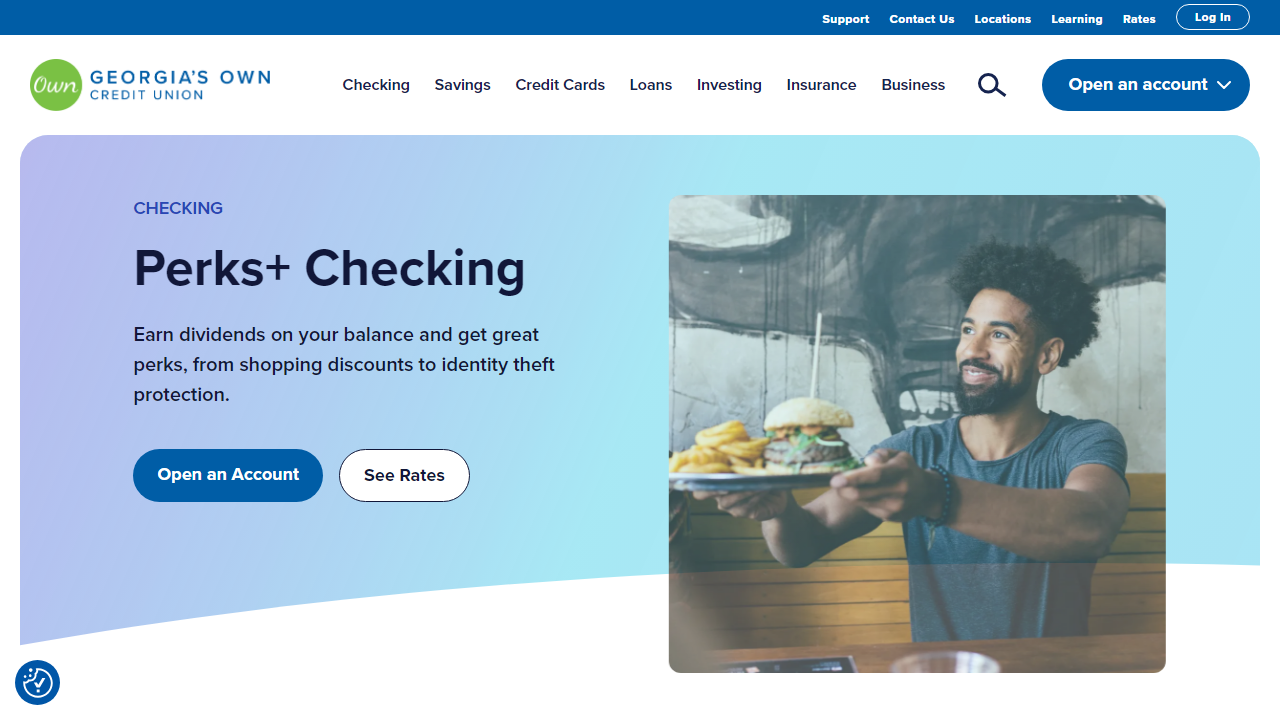 Support Contact Us Locations Learning Rates Log In
Own GEORGIA'S OWN
CREDIT UNION
Checking Savings Credit Cards Loans Investing Insurance Business Open an account
CHECKING
Perks+ Checking
Earn dividends on your balance and get great
perks, from shopping discounts to identity theft
protection.
Open an Account See Rates